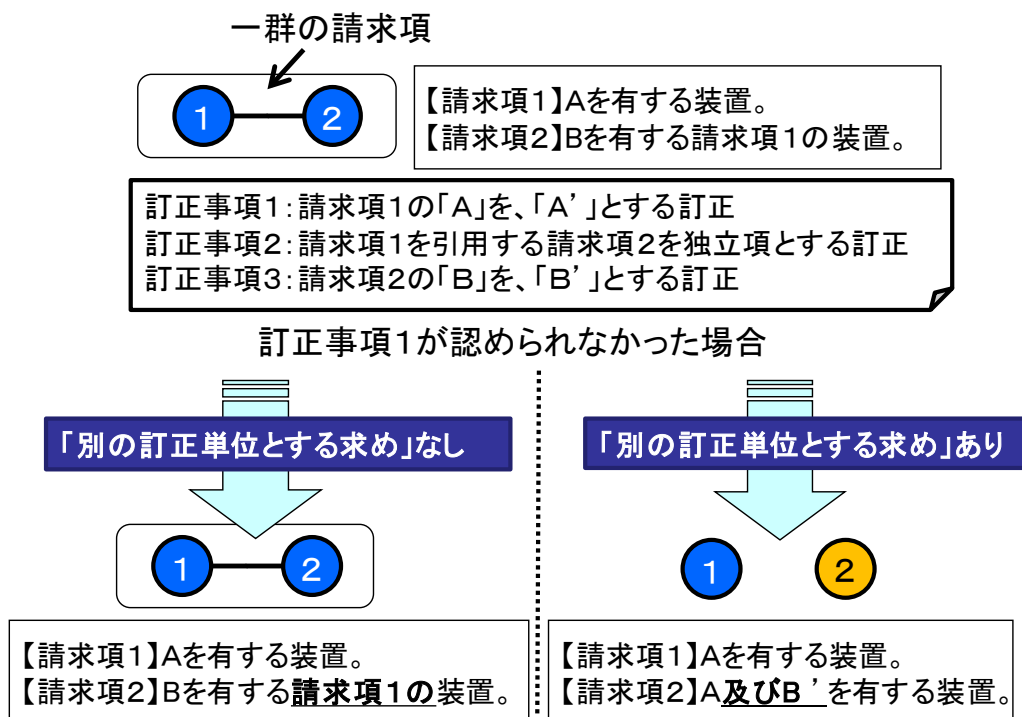 一群の請求項
1 2
【請求項1】Aを有する装置。
【請求項2】Bを有する請求項1の装置。
訂正事項1:請求項1の「A」を、「A’」とする訂正
訂正事項2:請求項1を引用する請求項2を独立項とする訂正
訂正事項3:請求項2の「B」を、「B’」とする訂正
訂正事項1が認められなかった場合
「別の訂正単位とする求め」なし
1 2
【請求項1】Aを有する装置。
【請求項2】Bを有する請求項1の装置。
「別の訂正単位とする求め」あり
1 2
【請求項1】Aを有する装置。
【請求項2】A及びB’を有する装置。